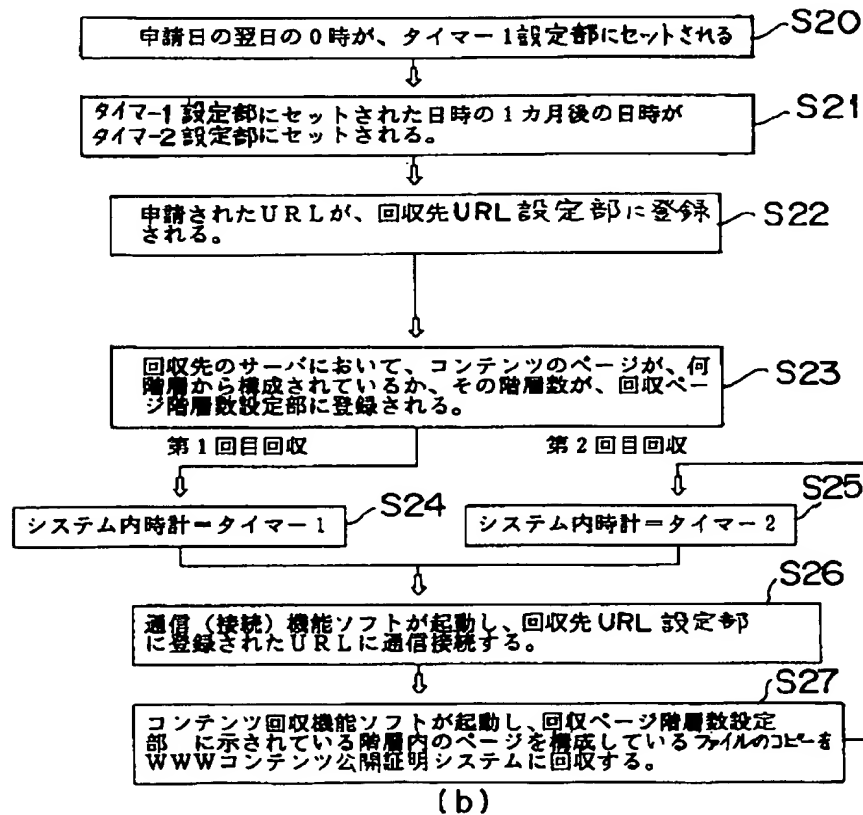 申請日の翌日の0時が、タイマー1設定部にセットされる
S20
タイマー1設定部にセットされた日時の1カ月後の日時が
タイマー2設定部にセットされる。
S21
申請されたURLが、回収先URL設定部に登録
される。
S22
回収先のサーバにおいて、コンテンツのページが、何
階層から構成されているか、その階層数が、回収ペー
ジ階層数設定部に登録される。
S23
第1回目回収
第2回目回収
システム内時計=タイマー1
S24
システム内時計=タイマー2
S25
通信(接続)機能ソフトが起動し、回収先URL設定部
に登録されたURLに通信接続する。
S26
コンテンツ回収機能ソフトが起動し、回収ページ階層数設定
部 に示されている階層内のページを構成しているファイルのコピーを
WWWコンテンツ公開証明システムに回収する。
S27
(b)